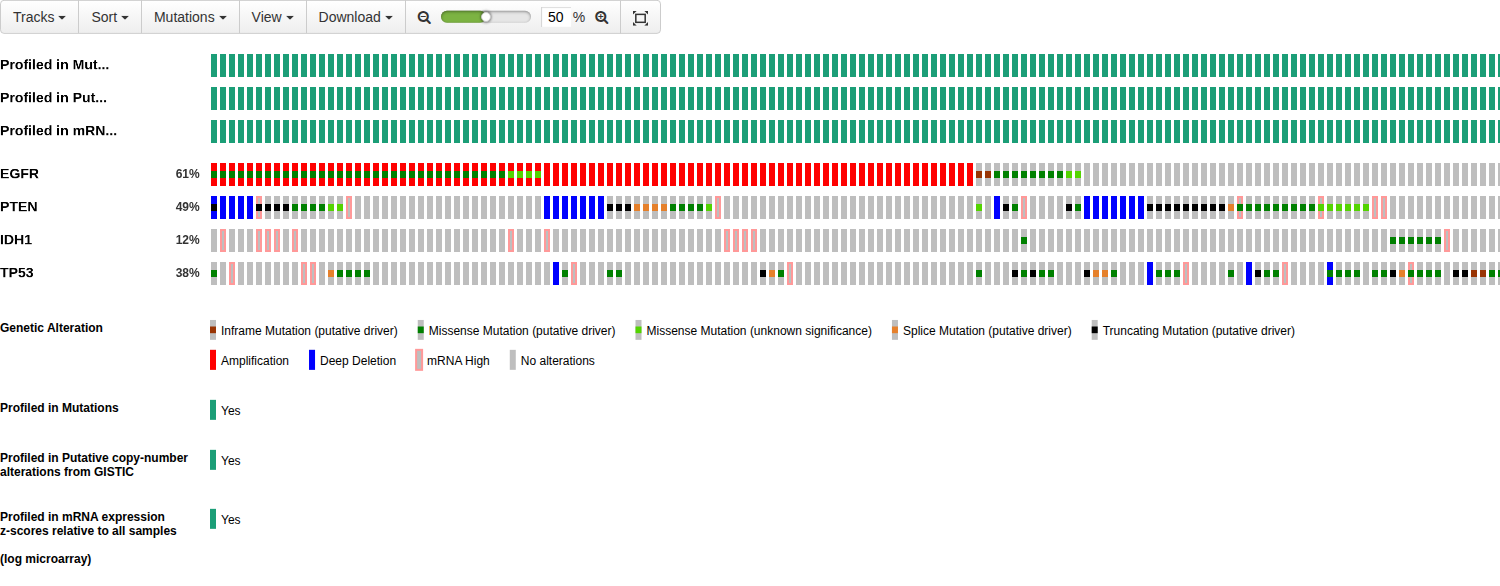 Tracks Sort Mutations View Download 50 %
Profiled in Mut...
Profiled in Put...
Profiled in mRN...
EGFR 61%
PTEN 49%
IDH1 12%
TP53 38%
Genetic Alteration Inframe Mutation (putative driver) Missense Mutation (putative driver) Missense Mutation (unknown significance) Splice Mutation (putative driver) Truncating Mutation (putative driver)
Amplification Deep Deletion mRNA High No alterations
Profiled in Mutations Yes
Profiled in Putative copy-number
alterations from GISTIC Yes
Profiled in mRNA expression
z-scores relative to all samples Yes
(log microarray)